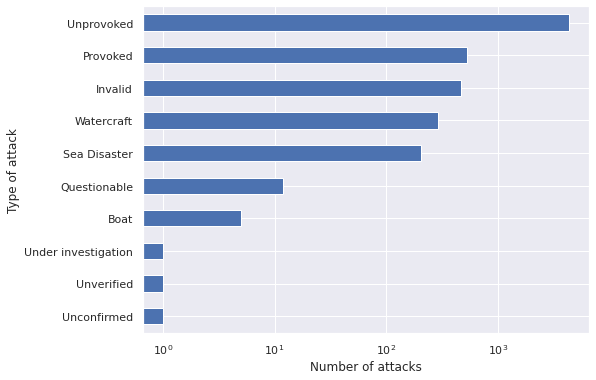 Unprovoked
Provoked
Invalid
Watercraft
Sea Disaster
Questionable
Boat
Under investigation
Unverified
Unconfirmed
Type of attack
10⁰ 10¹ 10² 10³
Number of attacks